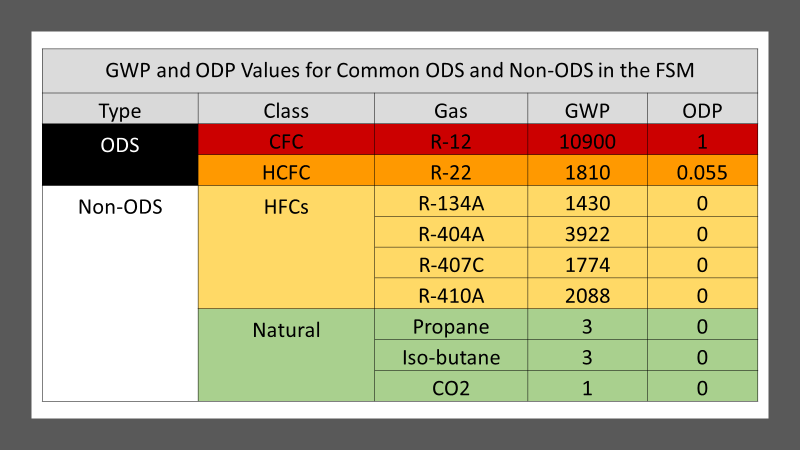 GWP and ODP Values for Common ODS and Non-ODS in the FSM
Type Class Gas GWP ODP
ODS CFC R-12 10900 1
HCFC R-22 1810 0.055
Non-ODS HFCs R-134A 1430 0
R-404A 3922 0
R-407C 1774 0
R-410A 2088 0
Natural Propane 3 0
Iso-butane 3 0
CO2 1 0